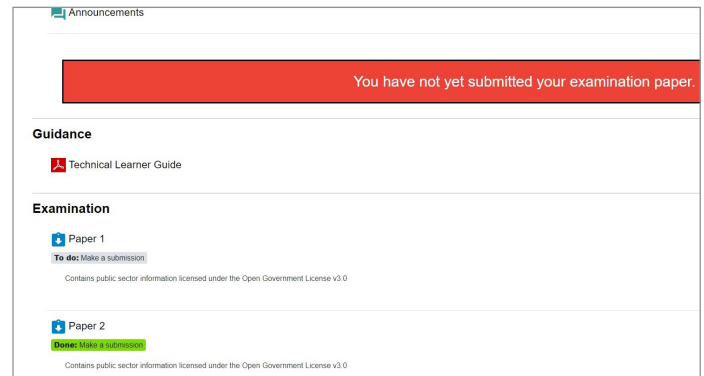 Announcements
You have not yet submitted your examination paper.
Guidance
Technical Learner Guide
Examination
Paper 1
To do: Make a submission
Contains public sector information licensed under the Open Government License v3.0
Paper 2
Done: Make a submission
Contains public sector information licensed under the Open Government License v3.0